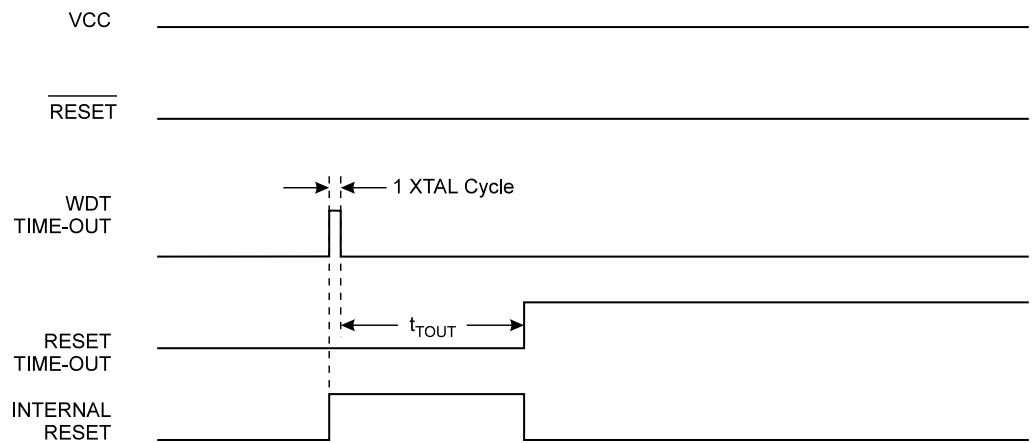 VCC
RESET
1 XTAL Cycle
WDT
TIME-OUT
tTOUT
RESET
TIME-OUT
INTERNAL
RESET